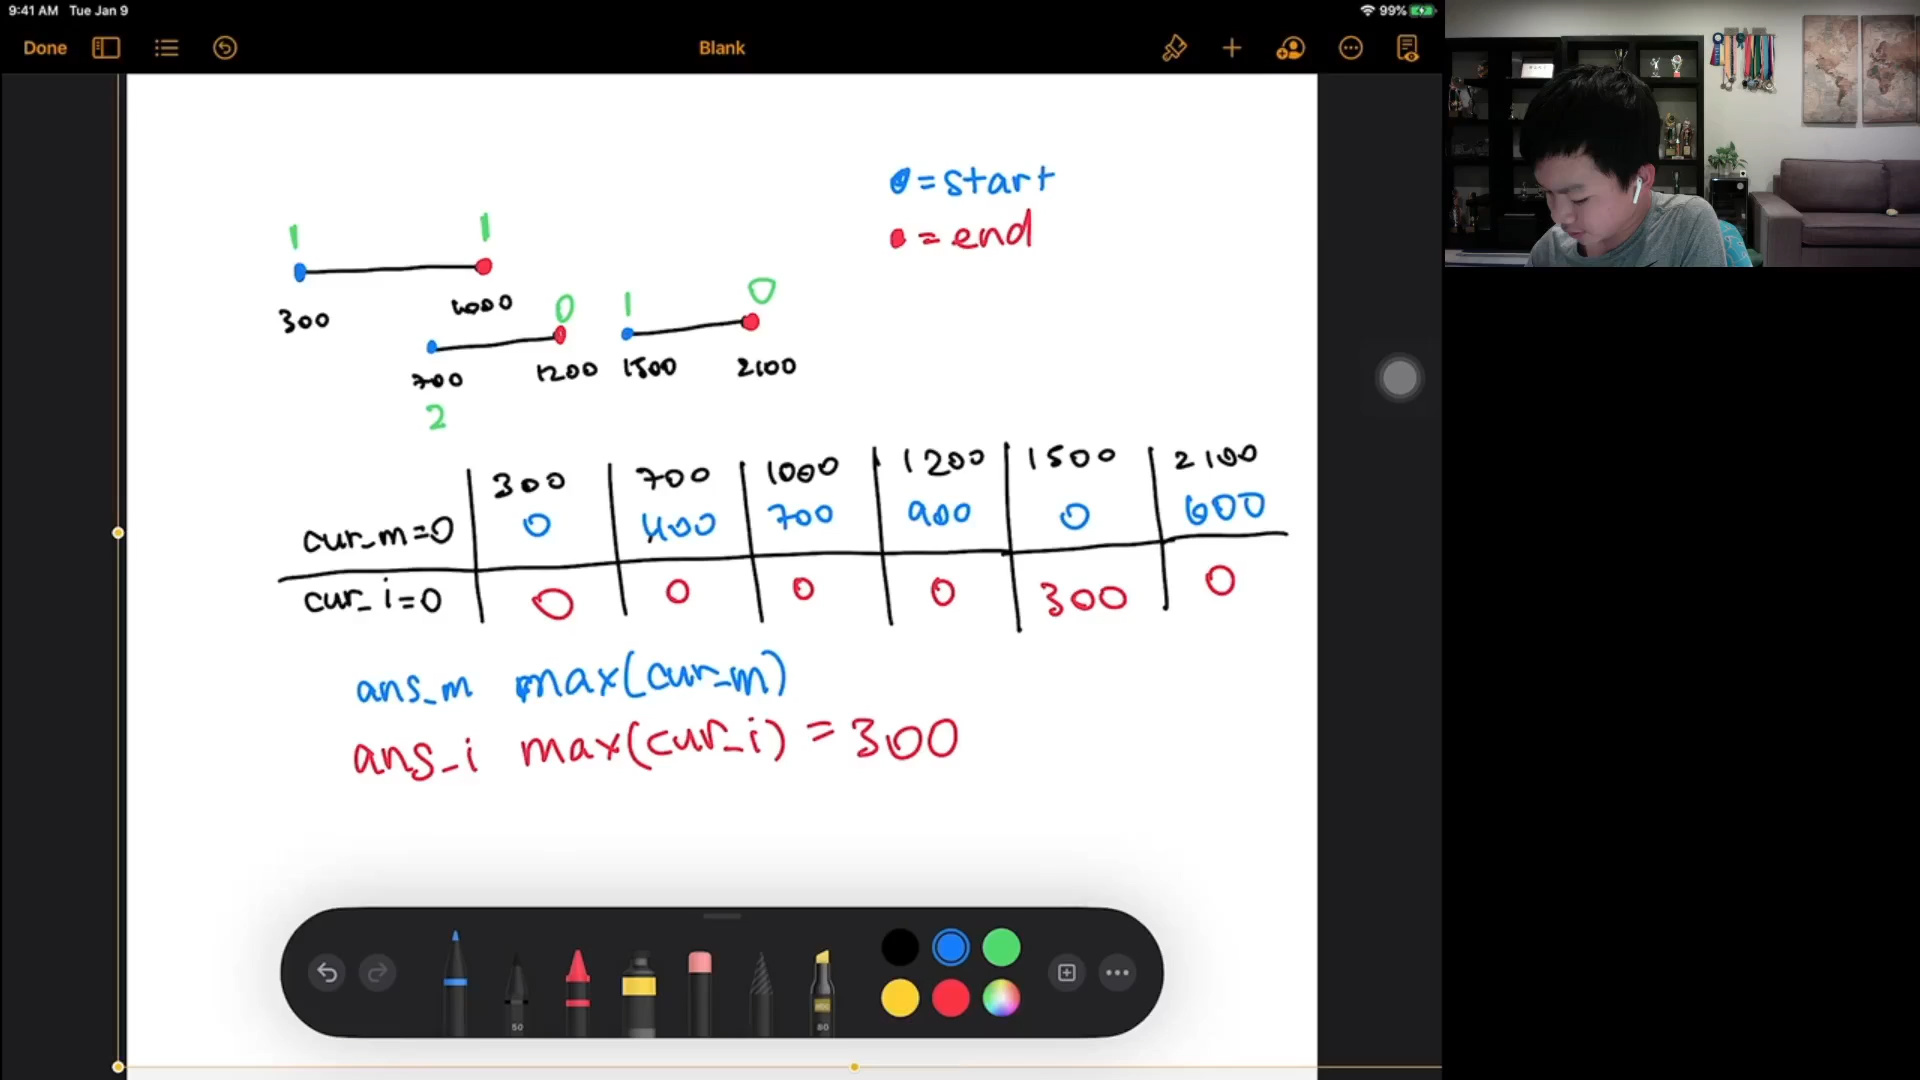 9:41 AM Tue Jan 9
99%
Done
Blank
= start
= end
1 1
300 1000
0 1 0
700 1200 1500 2100
2
300 700 1000 1200 1500 2100
cur_m=0 0 400 700 900 0 600
cur_i=0 0 0 0 0 300 0
ans_m max(cur_m)
ans_i max(cur_i) = 300
50
80